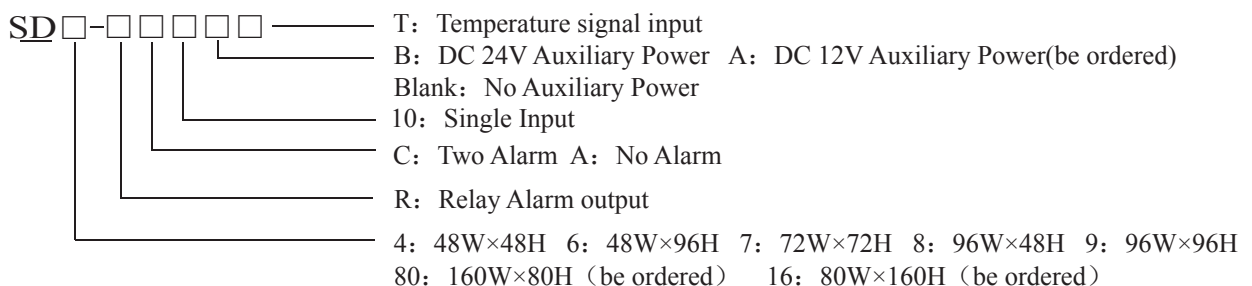 SD□-□□□□□ T：Temperature signal input
B：DC 24V Auxiliary Power A：DC 12V Auxiliary Power(be ordered)
Blank：No Auxiliary Power
10：Single Input
C：Two Alarm A：No Alarm
R：Relay Alarm output
4：48W×48H 6：48W×96H 7：72W×72H 8：96W×48H 9：96W×96H
80：160W×80H（be ordered） 16：80W×160H（be ordered）